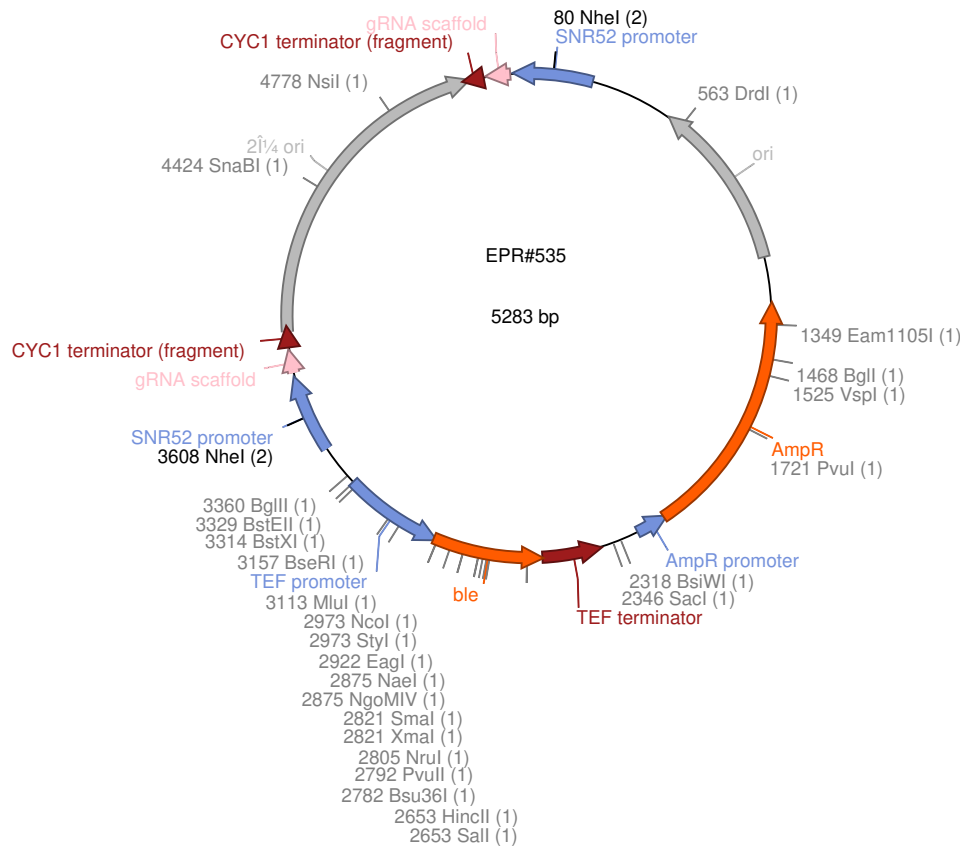 80 NheI (2)
SNR52 promoter
gRNA scaffold
CYC1 terminator (fragment)
4778 NsiI (1)
563 DrdI (1)
2Î¼ ori
4424 SnaBI (1)
ori
EPR#535
5283 bp
1349 Eam1105I (1)
CYC1 terminator (fragment)
gRNA scaffold
1468 BglI (1)
1525 VspI (1)
SNR52 promoter
3608 NheI (2)
AmpR
1721 PvuI (1)
3360 BglII (1)
3329 BstEII (1)
3314 BstXI (1)
3157 BseRI (1)
TEF promoter
AmpR promoter
2318 BsiWI (1)
2346 SacI (1)
ble
TEF terminator
3113 MluI (1)
2973 NcoI (1)
2973 StyI (1)
2922 EagI (1)
2875 NaeI (1)
2875 NgoMIV (1)
2821 SmaI (1)
2821 XmaI (1)
2805 NruI (1)
2792 PvuII (1)
2782 Bsu36I (1)
2653 HincII (1)
2653 SalI (1)